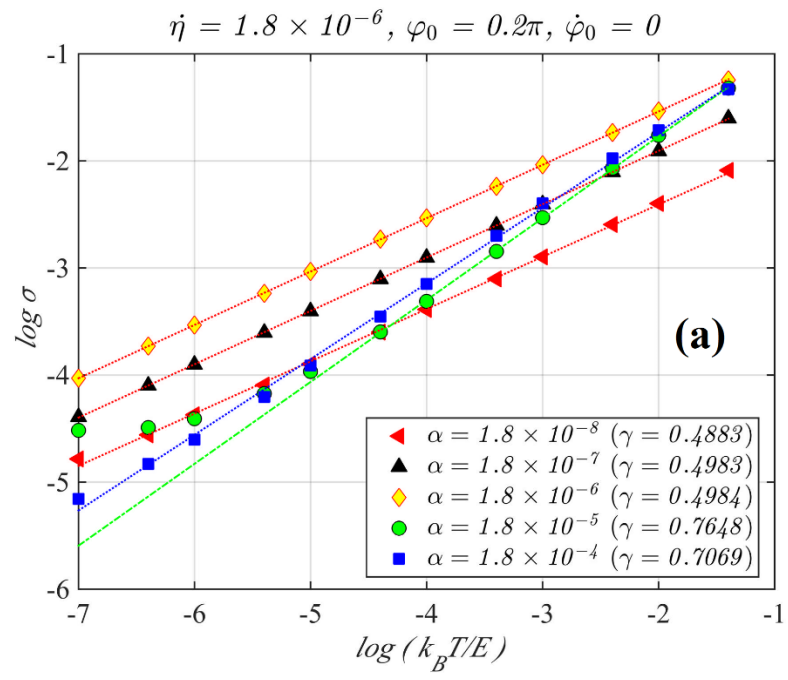 η̇ = 1.8 × 10⁻⁶, φ₀ = 0.2π, φ̇₀ = 0
-1
-2
-3
-4
-5
-6
log σ
(a)
α = 1.8 × 10⁻⁸ (γ = 0.4883)
α = 1.8 × 10⁻⁷ (γ = 0.4983)
α = 1.8 × 10⁻⁶ (γ = 0.4984)
α = 1.8 × 10⁻⁵ (γ = 0.7648)
α = 1.8 × 10⁻⁴ (γ = 0.7069)
-7 -6 -5 -4 -3 -2 -1
log (k_BT/E)